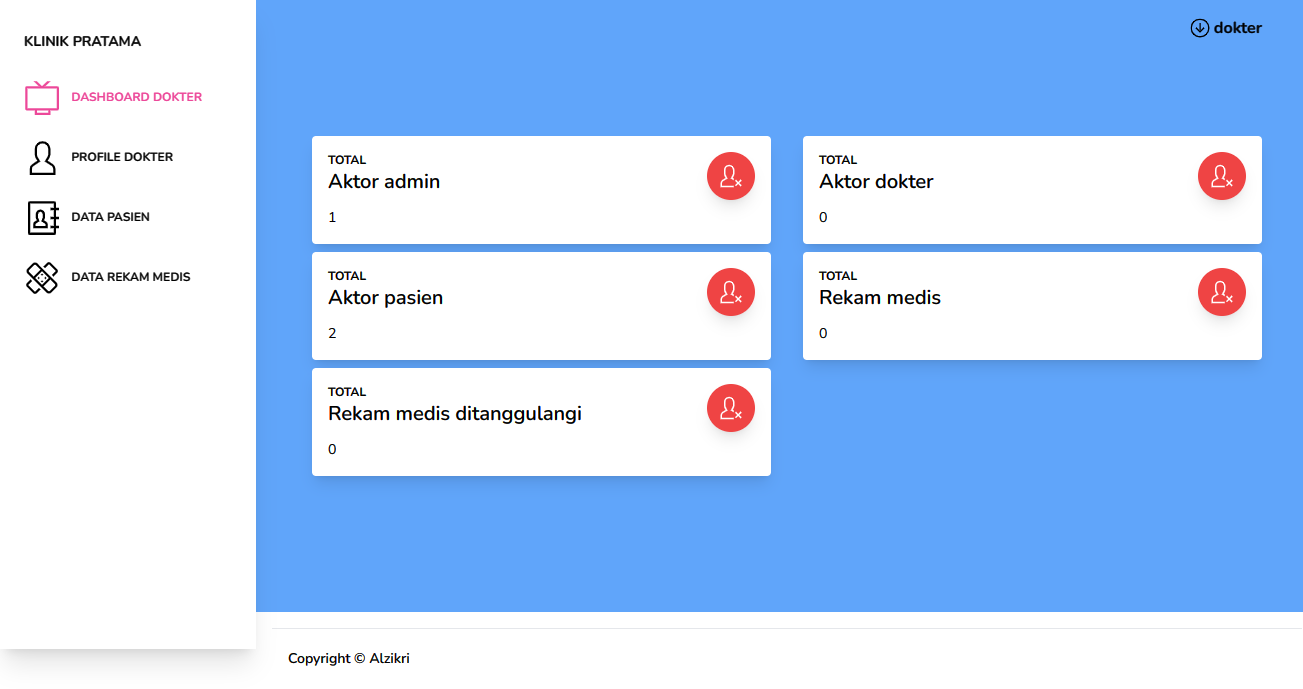 KLINIK PRATAMA
DASHBOARD DOKTER
PROFILE DOKTER
DATA PASIEN
DATA REKAM MEDIS
dokter
TOTAL
Aktor admin
1
TOTAL
Aktor dokter
0
TOTAL
Aktor pasien
2
TOTAL
Rekam medis
0
TOTAL
Rekam medis ditanggulangi
0
Copyright © Alzikri